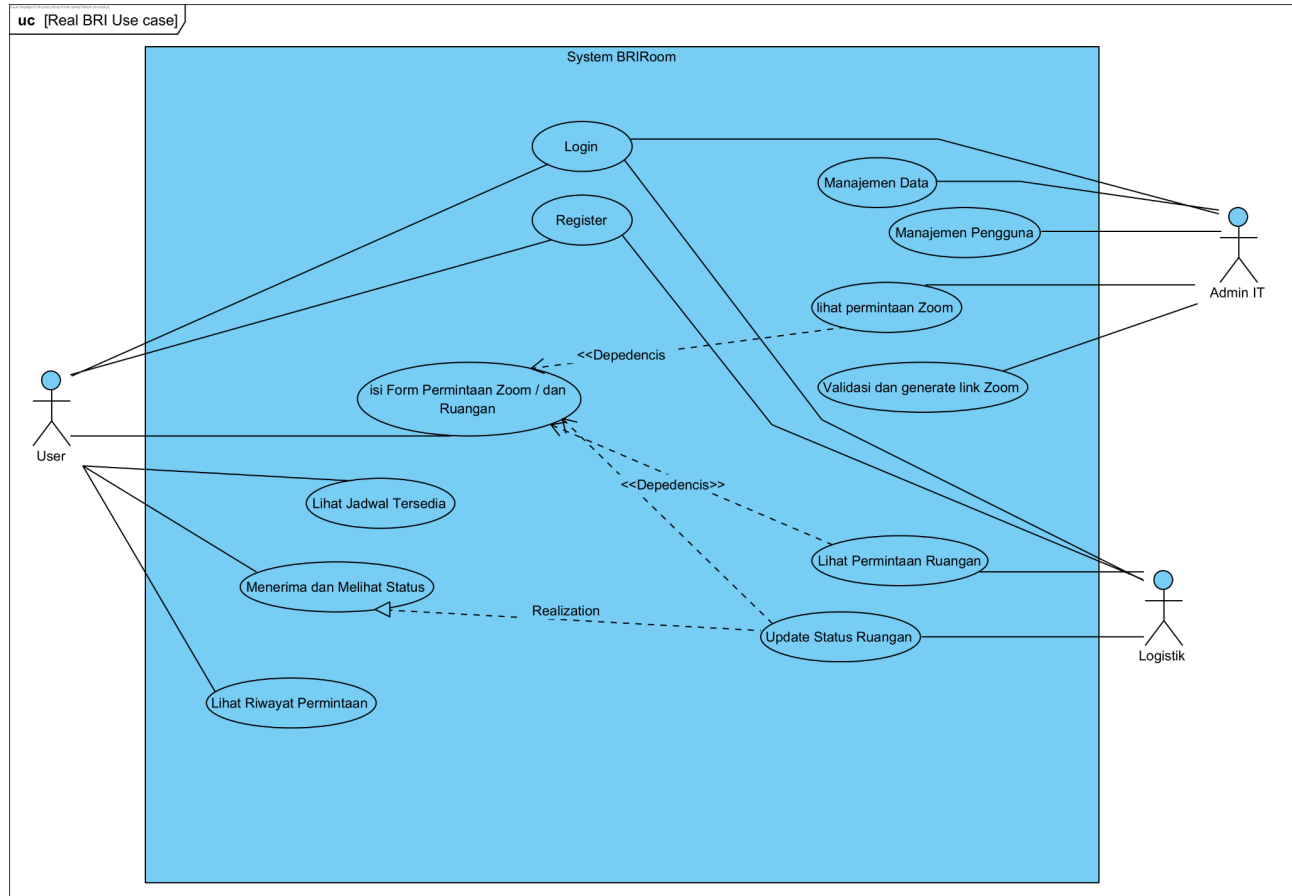 uc [Real BRI Use case]
System BRIRoom
Login
Manajemen Data
Register
Manajemen Pengguna
Admin IT
lihat permintaan Zoom
<<Depedencis
isi Form Permintaan Zoom / dan
Ruangan
Validasi dan generate link Zoom
User
<<Depedencis>>
Lihat Jadwal Tersedia
Lihat Permintaan Ruangan
Menerima dan Melihat Status
Realization
Update Status Ruangan
Logistik
Lihat Riwayat Permintaan